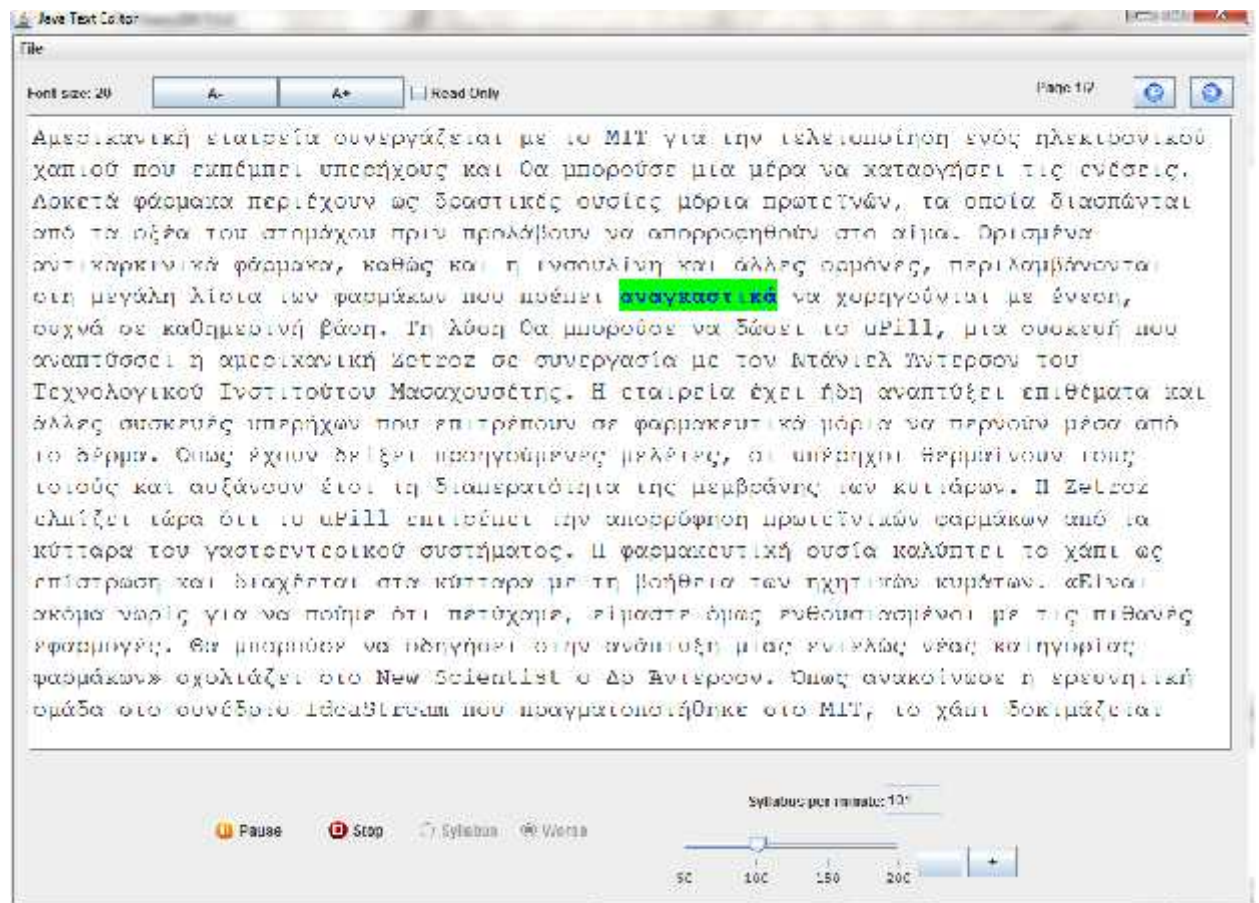 Java Text Editor
File
Font size: 20
A-
A+
Read Only
Page 1/2
Αμερικανική εταιρεία συνεργάζεται με το MIT για την τελειοποίηση ενός ηλεκτρονικού
χαπιού που εκπέμπει υπερήχους και θα μπορούσε μια μέρα να καταργήσει τις ενέσεις.
Αρκετά φάρμακα περιέχουν ως δραστικές ουσίες μόρια πρωτεϊνών, τα οποία διασπώνται
από τα οξέα του στομάχου πριν προλάβουν να απορροφηθούν στο αίμα. Ορισμένα
αντικαρκινικά φάρμακα, καθώς και η ινσουλίνη και άλλες ορμόνες, περιλαμβάνονται
στη μεγάλη λίστα των φαρμάκων που πρέπει αναγκαστικά να χορηγούνται με ένεση,
συχνά σε καθημερινή βάση. Τη λύση θα μπορούσε να δώσει το uPill, μια συσκευή που
αναπτύσσει η αμερικανική Zetroz σε συνεργασία με τον Ντάνιελ Άντερσον του
Τεχνολογικού Ινστιτούτου Μασαχουσέτης. Η εταιρεία έχει ήδη αναπτύξει επιθέματα και
άλλες συσκευές υπερήχων που επιτρέπουν σε φαρμακευτικά μόρια να περνούν μέσα από
το δέρμα. Όπως έχουν δείξει προηγούμενες μελέτες, οι υπέρηχοι θερμαίνουν τους
ιστούς και αυξάνουν έτσι τη διαπερατότητα της μεμβράνης των κυττάρων. Η Zetroz
ελπίζει τώρα ότι το uPill επιτρέπει την απορρόφηση πρωτεϊνικών φαρμάκων από τα
κύτταρα του γαστρεντερικού συστήματος. Η φαρμακευτική ουσία καλύπτει το χάπι ως
επίστρωση και διαχέεται στα κύτταρα με τη βοήθεια των ηχητικών κυμάτων. «Είναι
ακόμα νωρίς για να πούμε ότι πετύχαμε, είμαστε όμως ενθουσιασμένοι με τις πιθανές
εφαρμογές. Θα μπορούσε να οδηγήσει στην ανάπτυξη μίας εντελώς νέας κατηγορίας
φαρμάκων» σχολιάζει στο New Scientist ο Δρ Άντερσον. Όπως ανακοίνωσε η ερευνητική
ομάδα στο συνέδριο IdeaStream που πραγματοποιήθηκε στο MIT, το χάπι δοκιμάζεται
Syllabus per minute: 101
Pause
Stop
Syllabus
Words
50 100 150 200
+